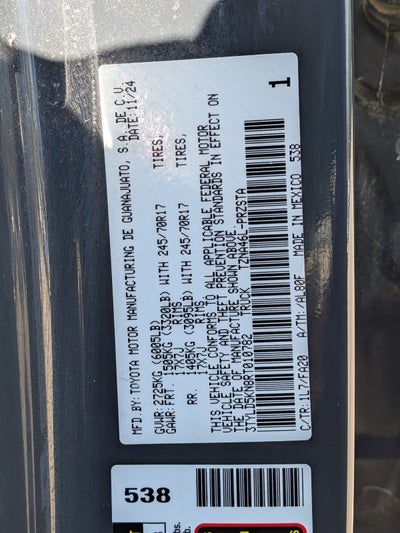 MFD. BY: TOYOTA MOTOR MANUFACTURING DE GUANAJUATO, S.A. DE C.V.
DATE: 11/24
GVWR: 2725KG (6005LB)
GAWR: FRT. 1505KG (3320LB) WITH 245/70R17 TIRES,
17X7J RIMS
RR. 1405KG (3095LB) WITH 245/70R17 TIRES,
17X7J RIMS
THIS VEHICLE CONFORMS TO ALL APPLICABLE FEDERAL MOTOR
VEHICLE SAFETY AND THEFT PREVENTION STANDARDS IN EFFECT ON
THE DATE OF MANUFACTURE SHOWN ABOVE.
TRUCK TZNA46L-PRZSTA
C/TR: 1L7/FA20 A/TM: /AL80F MADE IN MEXICO 538
1
538